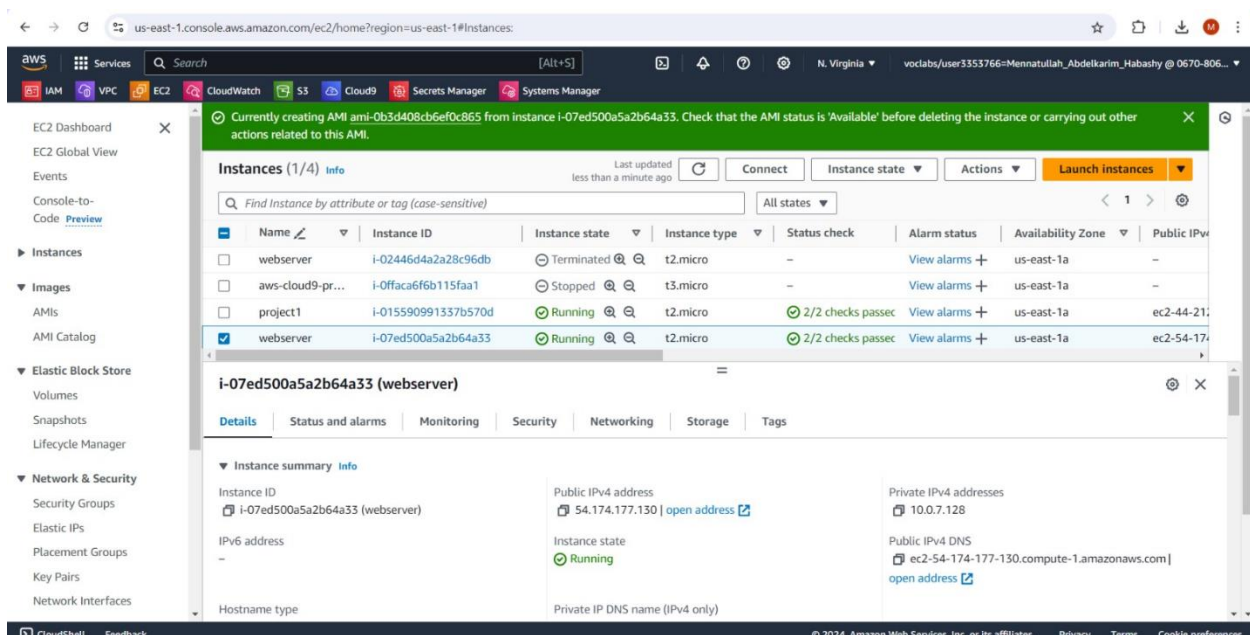 us-east-1.console.aws.amazon.com/ec2/home?region=us-east-1#Instances:
M
aws Services Search [Alt+S] N. Virginia voclabs/user3353766=Mennatullah_Abdelkarim_Habashy @ 0670-806...
IAM VPC EC2 CloudWatch S3 Cloud9 Secrets Manager Systems Manager
EC2 Dashboard
EC2 Global View
Events
Console-to-
Code Preview
Instances
Images
AMIs
AMI Catalog
Elastic Block Store
Volumes
Snapshots
Lifecycle Manager
Network & Security
Security Groups
Elastic IPs
Placement Groups
Key Pairs
Network Interfaces
Currently creating AMI ami-0b3d408cb6ef0c865 from instance i-07ed500a5a2b64a33. Check that the AMI status is 'Available' before deleting the instance or carrying out other
actions related to this AMI.
Instances (1/4) Info
Last updated
less than a minute ago
Connect Instance state Actions Launch instances
Find Instance by attribute or tag (case-sensitive) All states 1
Name Instance ID Instance state Instance type Status check Alarm status Availability Zone Public IPv4
webserver i-02446d4a2a28c96db Terminated t2.micro – View alarms + us-east-1a –
aws-cloud9-pr... i-0ffaca6f6b115faa1 Stopped t3.micro – View alarms + us-east-1a –
project1 i-015590991337b570d Running t2.micro 2/2 checks passec View alarms + us-east-1a ec2-44-212
webserver i-07ed500a5a2b64a33 Running t2.micro 2/2 checks passec View alarms + us-east-1a ec2-54-174
i-07ed500a5a2b64a33 (webserver)
Details Status and alarms Monitoring Security Networking Storage Tags
Instance summary Info
Instance ID Public IPv4 address Private IPv4 addresses
i-07ed500a5a2b64a33 (webserver) 54.174.177.130 | open address 10.0.7.128
IPv6 address Instance state Public IPv4 DNS
– Running ec2-54-174-177-130.compute-1.amazonaws.com |
open address
Hostname type Private IP DNS name (IPv4 only)
CloudShell Feedback © 2024, Amazon Web Services, Inc. or its affiliates. Privacy Terms Cookie preferences